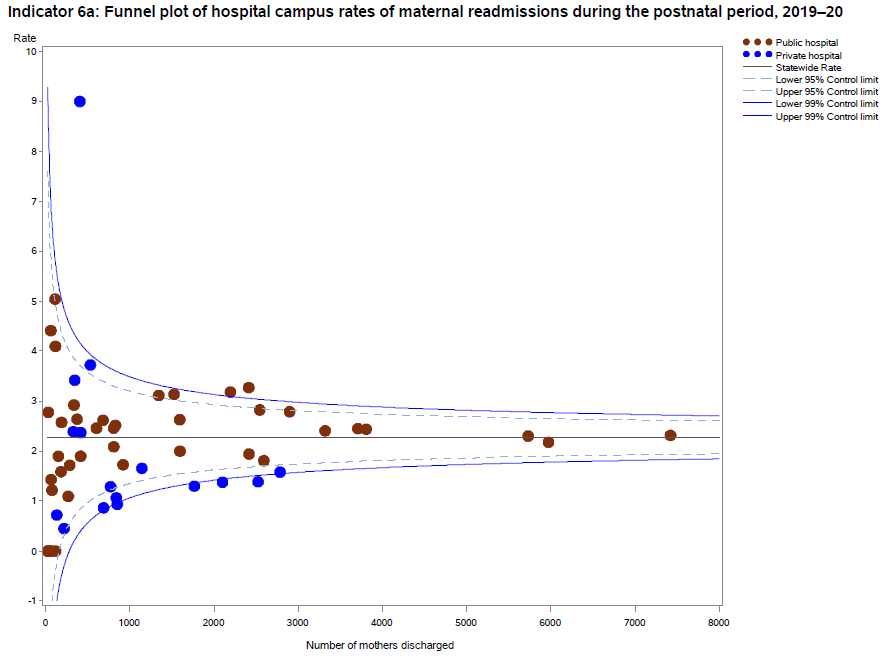 Indicator 6a: Funnel plot of hospital campus rates of maternal readmissions during the postnatal period, 2019–20
Rate
10
9
8
7
6
5
4
3
2
1
0
-1
0 1000 2000 3000 4000 5000 6000 7000 8000
Number of mothers discharged
Public hospital
Private hospital
Statewide Rate
Lower 95% Control limit
Upper 95% Control limit
Lower 99% Control limit
Upper 99% Control limit